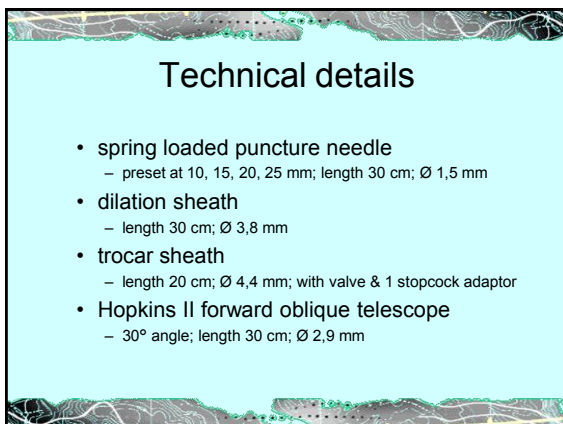 Technical details
• spring loaded puncture needle
– preset at 10, 15, 20, 25 mm; length 30 cm; Ø 1,5 mm
• dilation sheath
– length 30 cm; Ø 3,8 mm
• trocar sheath
– length 20 cm; Ø 4,4 mm; with valve & 1 stopcock adaptor
• Hopkins II forward oblique telescope
– 30° angle; length 30 cm; Ø 2,9 mm